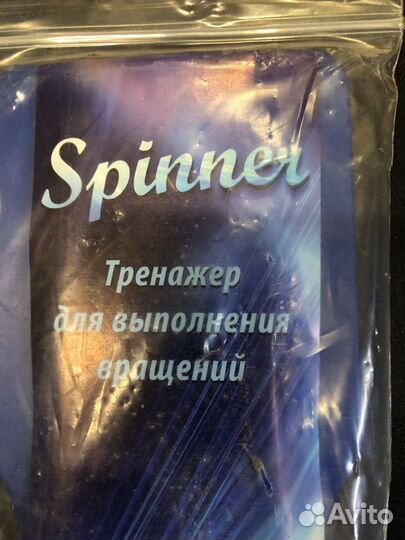 Spinner
Тренажер
для выполнения
вращений
Avito